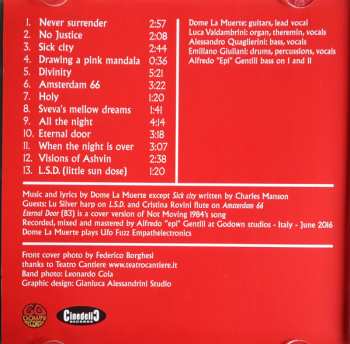 1. Never surrender 2:57
2. No Justice 2:08
3. Sick city 2:44
4. Drawing a pink mandala 0:36
5. Divinity 5:21
6. Amsterdam 66 3:22
7. Holy 1:20
8. Sveva's mellow dreams 1:41
9. All the night 4:14
10. Eternal door 3:18
11. When the night is over 3:07
12. Visions of Ashvin 3:38
13. L.S.D. (little sun dose) 1:20
Dome La Muerte: guitars, lead vocal
Luca Valdambrini: organ, theremin, vocals
Alessandro Quaglierini: bass, vocals
Emiliano Giuliani: drums, percussions, vocals
Alfredo "Epi" Gentili bass on I and II
Music and lyrics by Dome La Muerte except Sick city written by Charles Manson
Guests: Lu Silver harp on L.S.D. and Cristina Rovini flute on Amsterdam 66
Eternal Door (B3) is a cover version of Not Moving 1984's song
Recorded, mixed and mastered by Alfredo "epi" Gentili at Godown studios - Italy - June 2016
Dome La Muerte plays Ufo Fuzz Empathelectronics
Front cover photo by Federico Borghesi
thanks to Teatro Cantiere www.teatrocantiere.it
Band photo: Leonardo Cola
Graphic design: Gianluca Alessandrini Studio
GO DOWN RECORDS
Cinedelic RECORDS